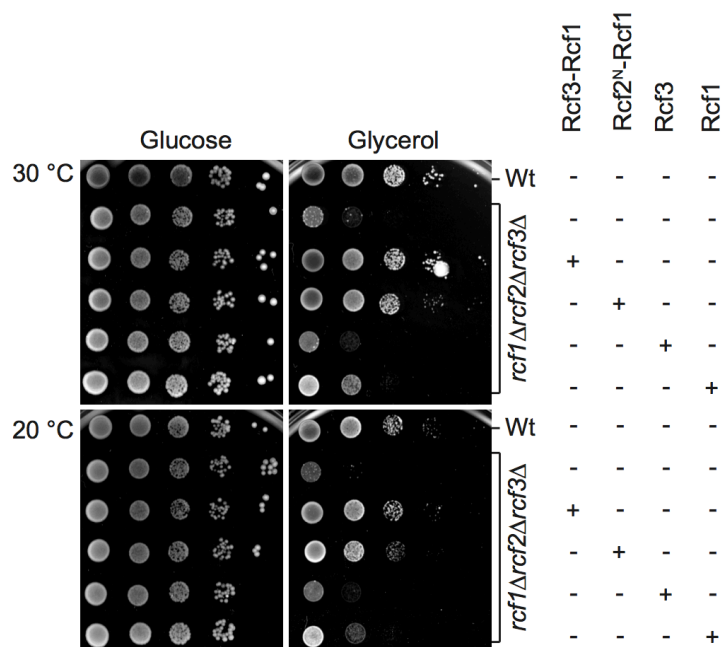 Rcf3-Rcf1
Rcf2ᴺ-Rcf1
Rcf3
Rcf1
Glucose Glycerol
30 °C
Wt - - - -
- - - -
+ - - -
- + - -
- - + -
- - - +
rcf1Δrcf2Δrcf3Δ
20 °C
Wt - - - -
- - - -
+ - - -
- + - -
- - + -
- - - +
rcf1Δrcf2Δrcf3Δ